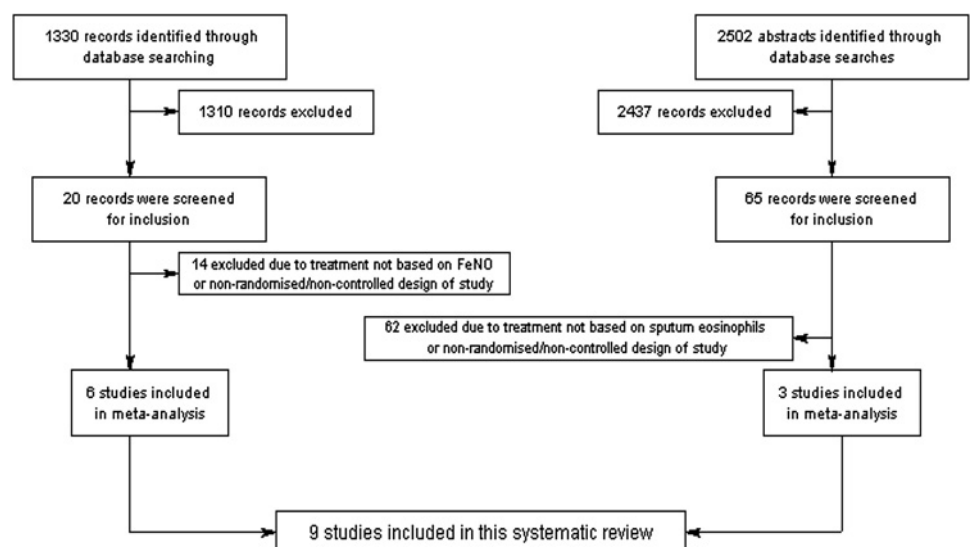 1330 records identified through
database searching
1310 records excluded
20 records were screened
for inclusion
14 excluded due to treatment not based on FeNO
or non-randomised/non-controlled design of study
6 studies included
in meta-analysis
2502 abstracts identified through
database searches
2437 records excluded
65 records were screened
for inclusion
62 excluded due to treatment not based on sputum eosinophils
or non-randomised/non-controlled design of study
3 studies included
in meta-analysis
9 studies included in this systematic review